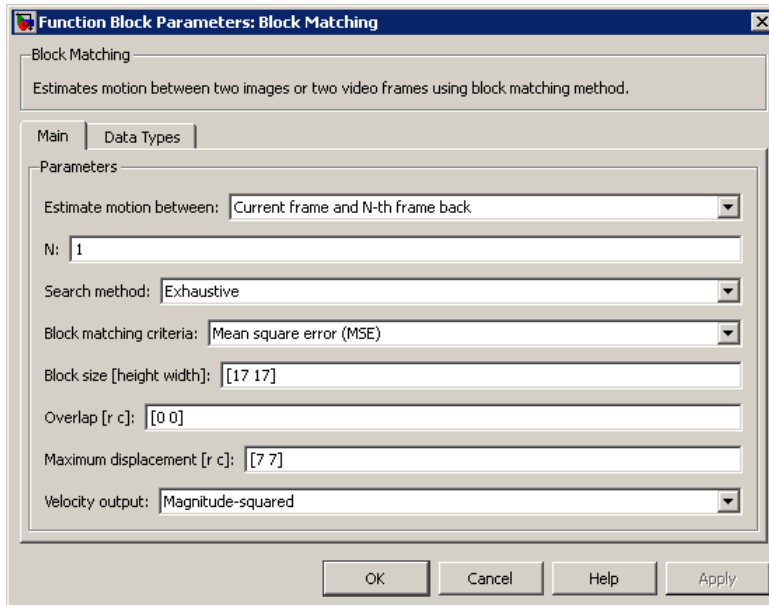 Function Block Parameters: Block Matching
Block Matching
Estimates motion between two images or two video frames using block matching method.
Main Data Types
Parameters
Estimate motion between: Current frame and N-th frame back
N: 1
Search method: Exhaustive
Block matching criteria: Mean square error (MSE)
Block size [height width]: [17 17]
Overlap [r c]: [0 0]
Maximum displacement [r c]: [7 7]
Velocity output: Magnitude-squared
OK Cancel Help Apply